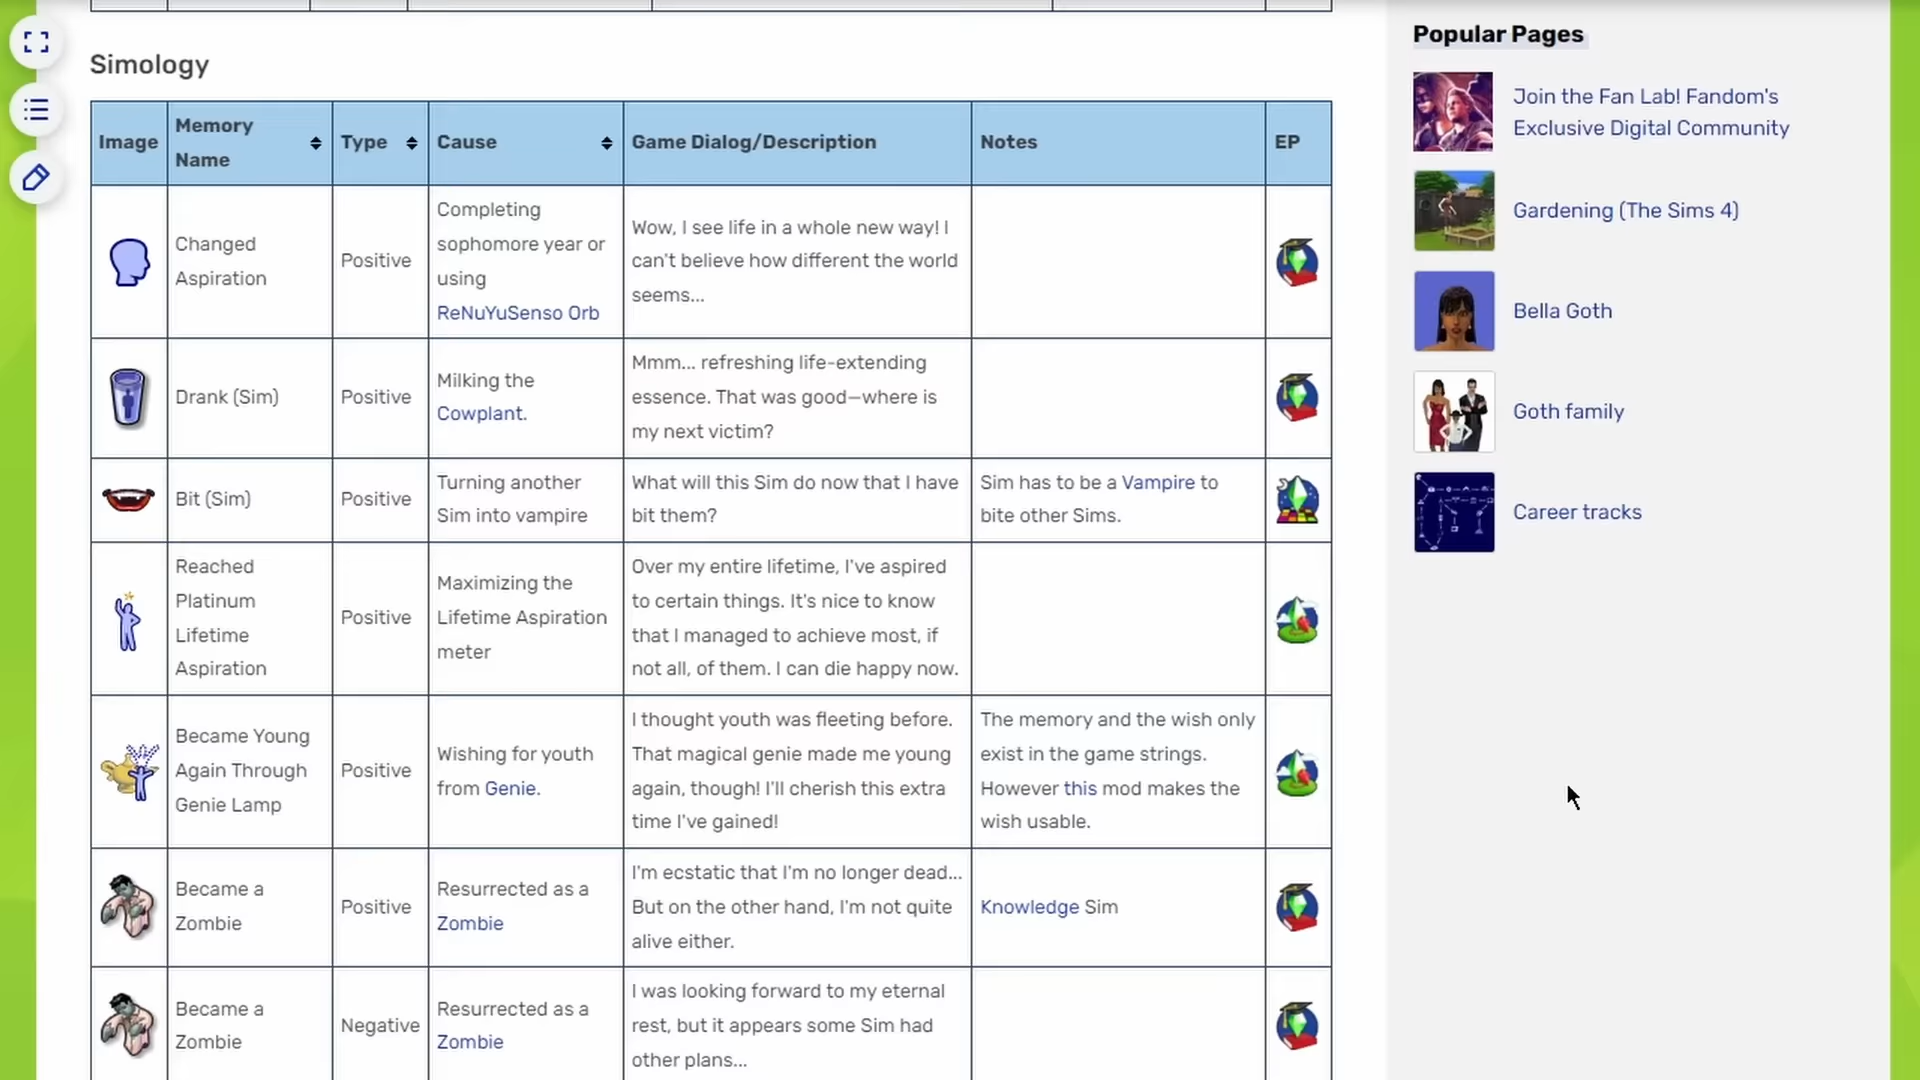 Simology
Image
Memory
Name
Type
Cause
Game Dialog/Description
Notes
EP
Changed
Aspiration
Positive
Completing
sophomore year or
using
ReNuYuSenso Orb
Wow, I see life in a whole new way! I
can't believe how different the world
seems...
Drank (Sim)
Positive
Milking the
Cowplant.
Mmm... refreshing life-extending
essence. That was good—where is
my next victim?
Bit (Sim)
Positive
Turning another
Sim into vampire
What will this Sim do now that I have
bit them?
Sim has to be a Vampire to
bite other Sims.
Reached
Platinum
Lifetime
Aspiration
Positive
Maximizing the
Lifetime Aspiration
meter
Over my entire lifetime, I've aspired
to certain things. It's nice to know
that I managed to achieve most, if
not all, of them. I can die happy now.
Became Young
Again Through
Genie Lamp
Positive
Wishing for youth
from Genie.
I thought youth was fleeting before.
That magical genie made me young
again, though! I'll cherish this extra
time I've gained!
The memory and the wish only
exist in the game strings.
However this mod makes the
wish usable.
Became a
Zombie
Positive
Resurrected as a
Zombie
I'm ecstatic that I'm no longer dead...
But on the other hand, I'm not quite
alive either.
Knowledge Sim
Became a
Zombie
Negative
Resurrected as a
Zombie
I was looking forward to my eternal
rest, but it appears some Sim had
other plans...
Popular Pages
Join the Fan Lab! Fandom's
Exclusive Digital Community
Gardening (The Sims 4)
Bella Goth
Goth family
Career tracks